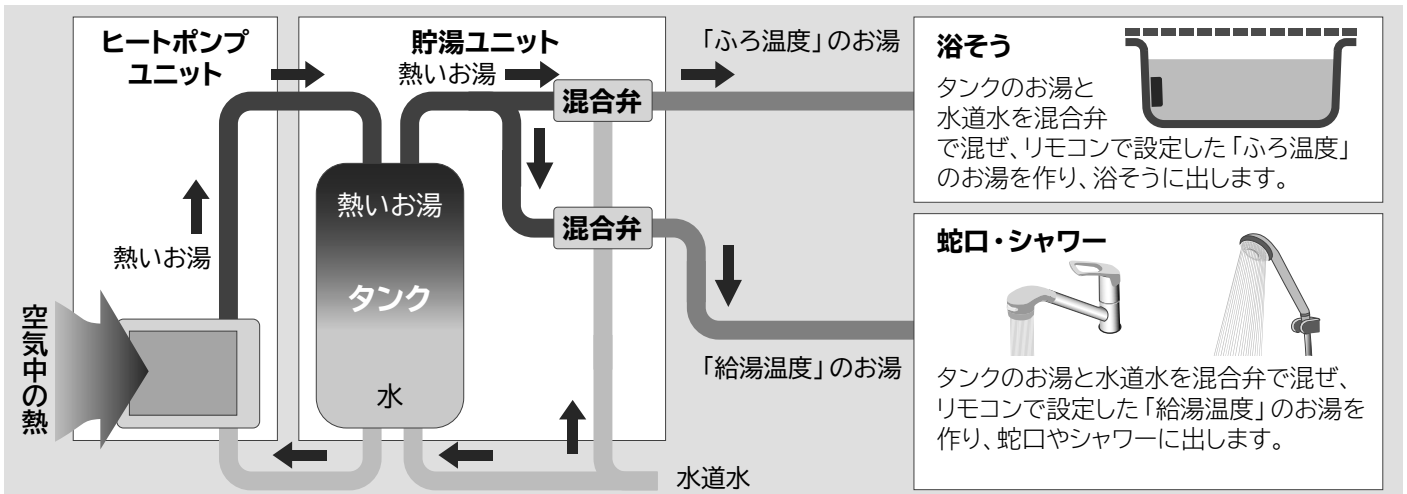 ヒートポンプ
ユニット
貯湯ユニット
熱いお湯
「ふろ温度」のお湯
混合弁
熱いお湯
混合弁
熱いお湯
タンク
水
空気中の熱
「給湯温度」のお湯
水道水
浴そう
タンクのお湯と
水道水を混合弁
で混ぜ、リモコンで設定した「ふろ温度」
のお湯を作り、浴そうに出します。
蛇口・シャワー
タンクのお湯と水道水を混合弁で混ぜ、
リモコンで設定した「給湯温度」のお湯を
作り、蛇口やシャワーに出します。